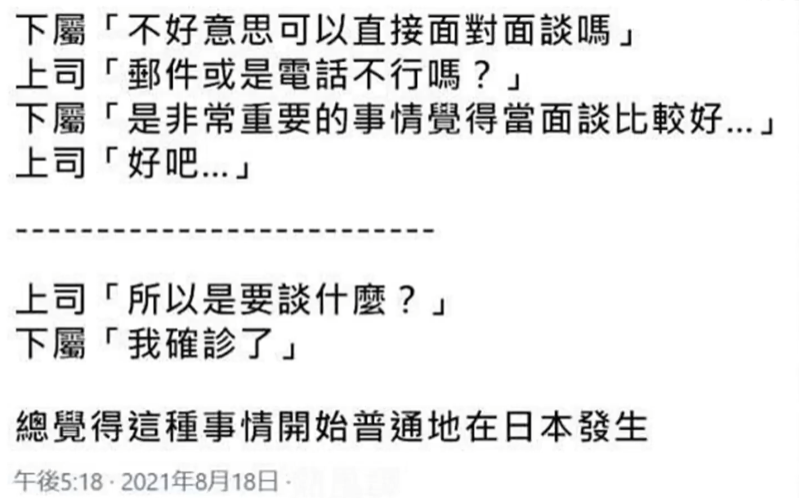 下屬「不好意思可以直接面對面談嗎」
上司「郵件或是電話不行嗎？」
下屬「是非常重要的事情覺得當面談比較好...」
上司「好吧...」
--------------------------
上司「所以是要談什麼？」
下屬「我確診了」
總覺得這種事情開始普通地在日本發生
午後5:18 · 2021年8月18日 ·